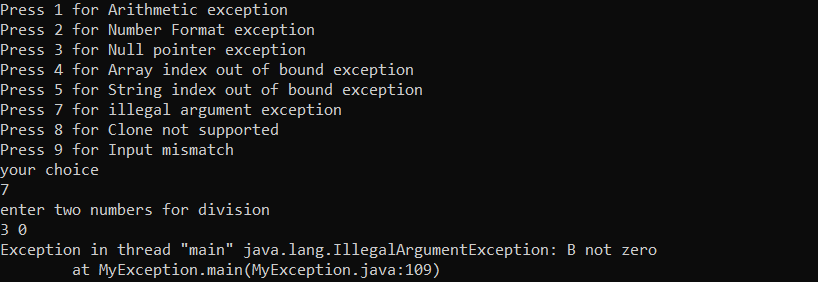 Press 1 for Arithmetic exception
Press 2 for Number Format exception
Press 3 for Null pointer exception
Press 4 for Array index out of bound exception
Press 5 for String index out of bound exception
Press 7 for illegal argument exception
Press 8 for Clone not supported
Press 9 for Input mismatch
your choice
7
enter two numbers for division
3 0
Exception in thread "main" java.lang.IllegalArgumentException: B not zero
        at MyException.main(MyException.java:109)